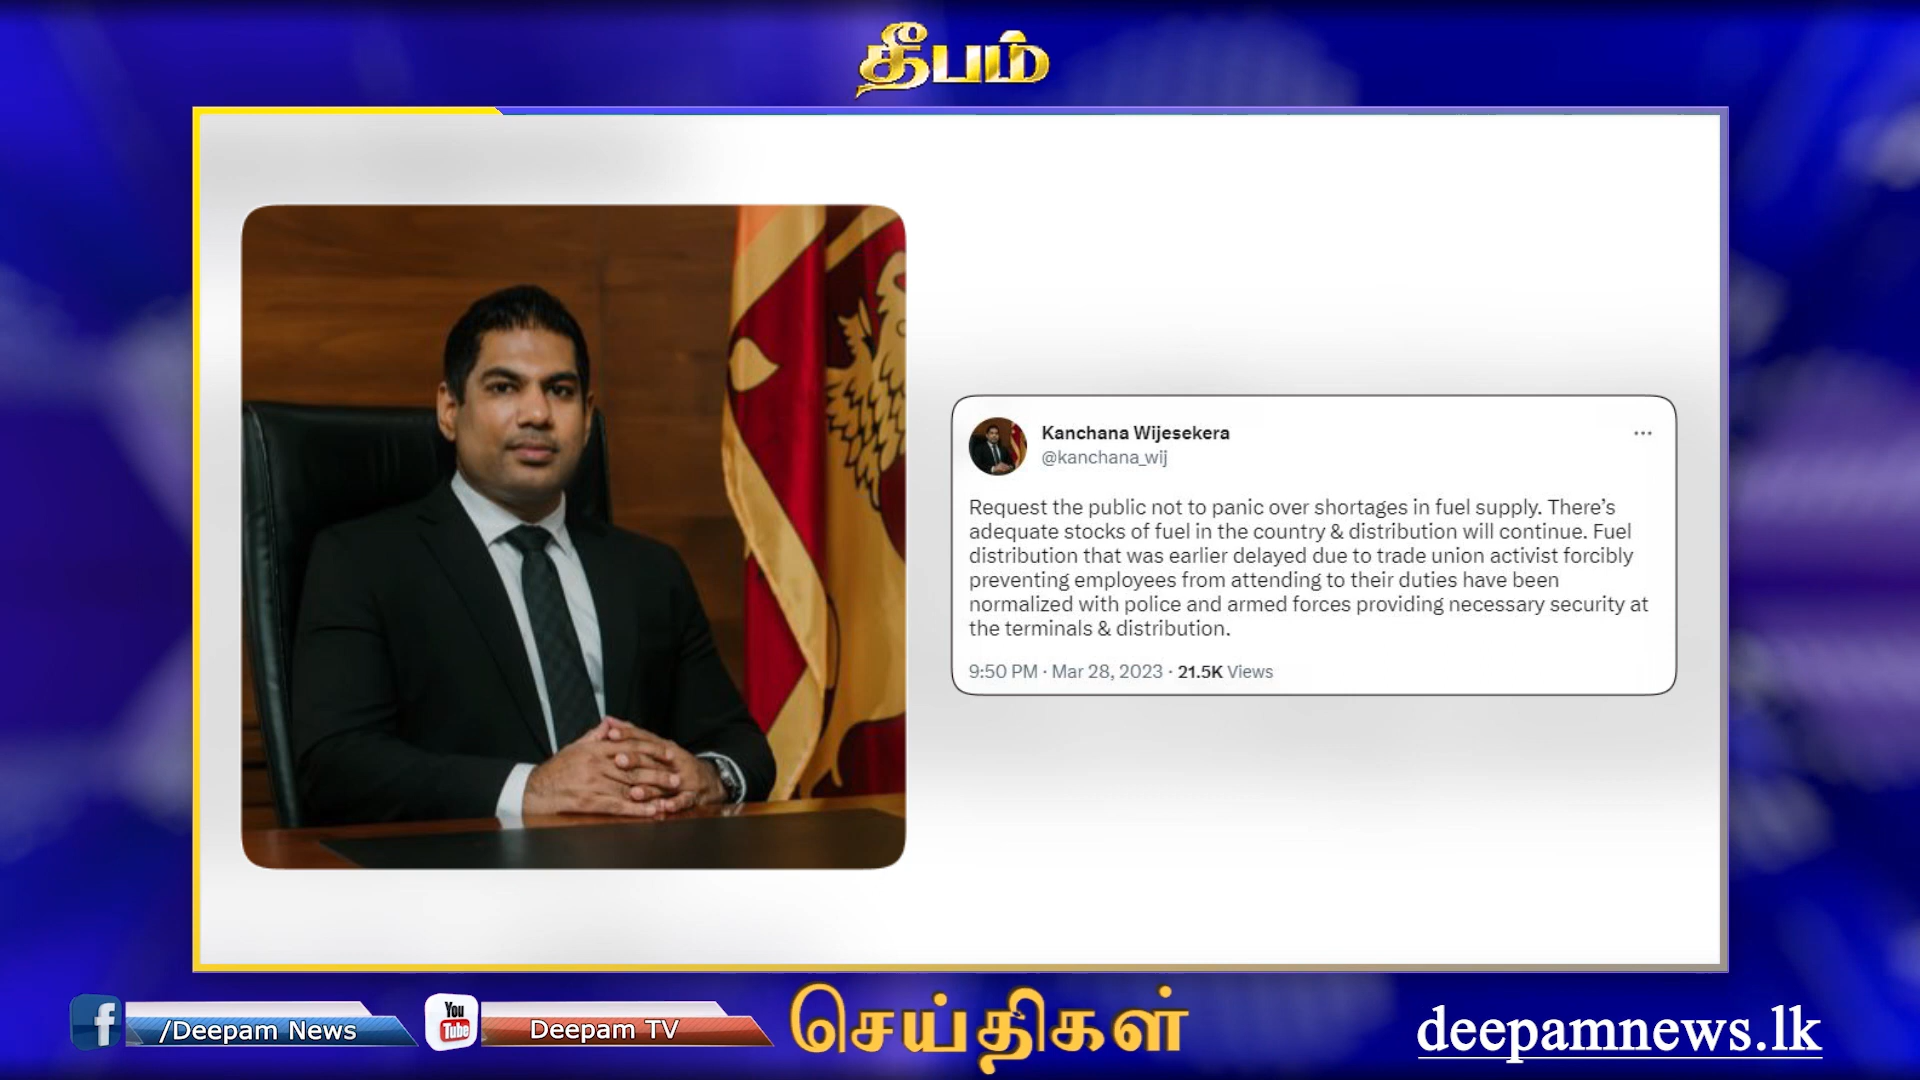 தீபம்
Kanchana Wijesekera
@kanchana_wij
Request the public not to panic over shortages in fuel supply. There's
adequate stocks of fuel in the country & distribution will continue. Fuel
distribution that was earlier delayed due to trade union activist forcibly
preventing employees from attending to their duties have been
normalized with police and armed forces providing necessary security at
the terminals & distribution.
9:50 PM · Mar 28, 2023 · 21.5K Views
f /Deepam News
You Tube Deepam TV
செய்திகள்
deepamnews.lk